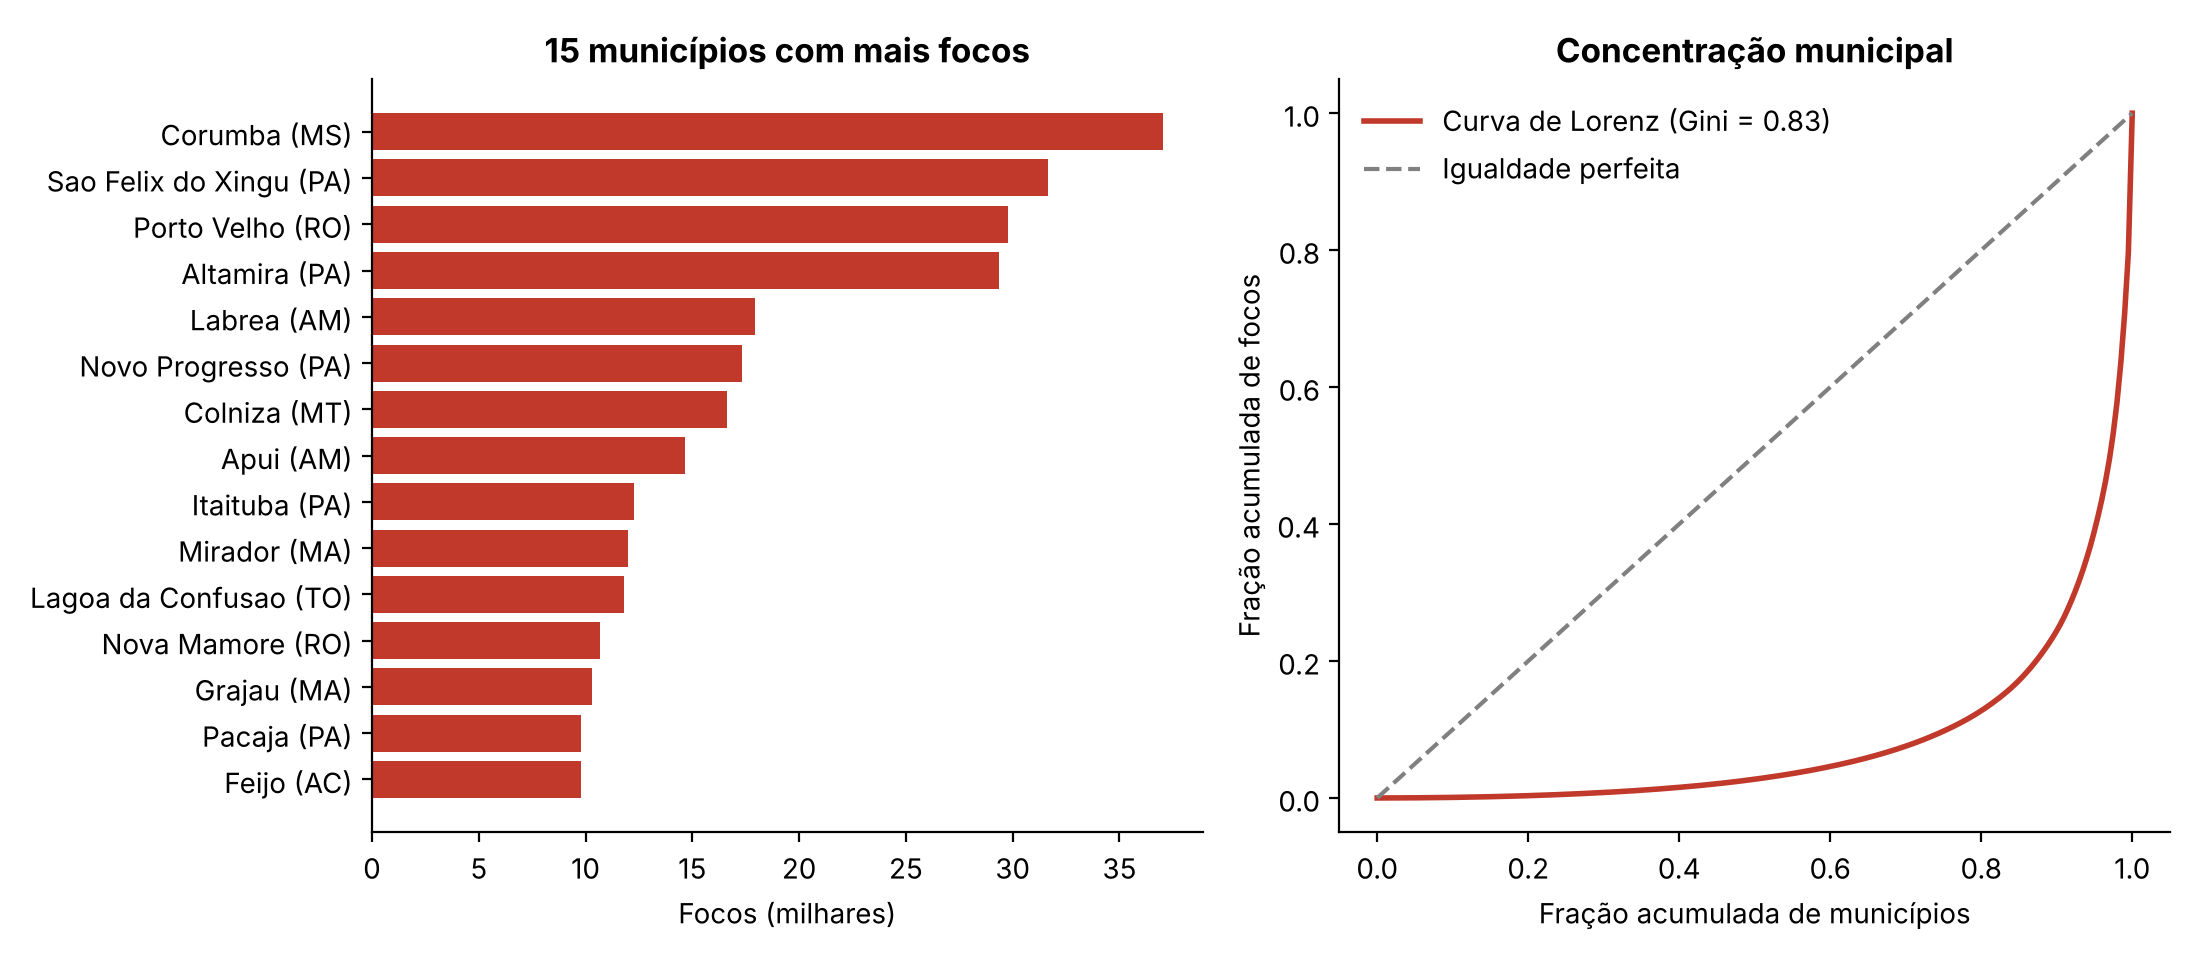 15 municípios com mais focos
Corumba (MS)
Sao Felix do Xingu (PA)
Porto Velho (RO)
Altamira (PA)
Labrea (AM)
Novo Progresso (PA)
Colniza (MT)
Apui (AM)
Itaituba (PA)
Mirador (MA)
Lagoa da Confusao (TO)
Nova Mamore (RO)
Grajau (MA)
Pacaja (PA)
Feijo (AC)
0 5 10 15 20 25 30 35
Focos (milhares)
Concentração municipal
Curva de Lorenz (Gini = 0.83)
Igualdade perfeita
Fração acumulada de focos
1.0
0.8
0.6
0.4
0.2
0.0
0.0 0.2 0.4 0.6 0.8 1.0
Fração acumulada de municípios